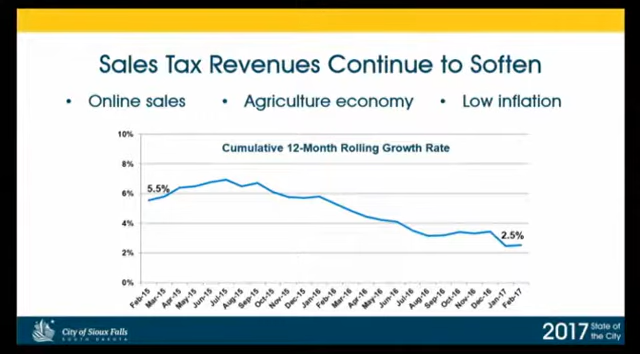 Sales Tax Revenues Continue to Soften
• Online sales • Agriculture economy • Low inflation
Cumulative 12-Month Rolling Growth Rate
10%
8%
6%
4%
2%
0%
5.5%
2.5%
Feb-15 Mar-15 Apr-15 May-15 Jun-15 Jul-15 Aug-15 Sep-15 Oct-15 Nov-15 Dec-15 Jan-16 Feb-16 Mar-16 Apr-16 May-16 Jun-16 Jul-16 Aug-16 Sep-16 Oct-16 Nov-16 Dec-16 Jan-17 Feb-17
City of Sioux Falls
SOUTH DAKOTA
2017 State of
the City